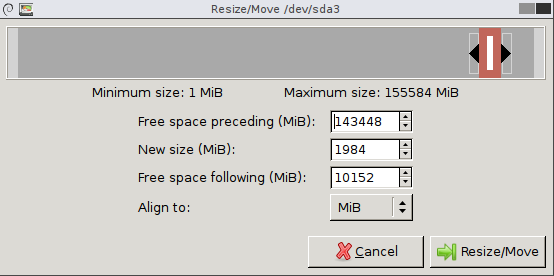 Resize/Move /dev/sda3
Minimum size: 1 MiB Maximum size: 155584 MiB
Free space preceding (MiB): 143448
New size (MiB): 1984
Free space following (MiB): 10152
Align to: MiB
Cancel Resize/Move